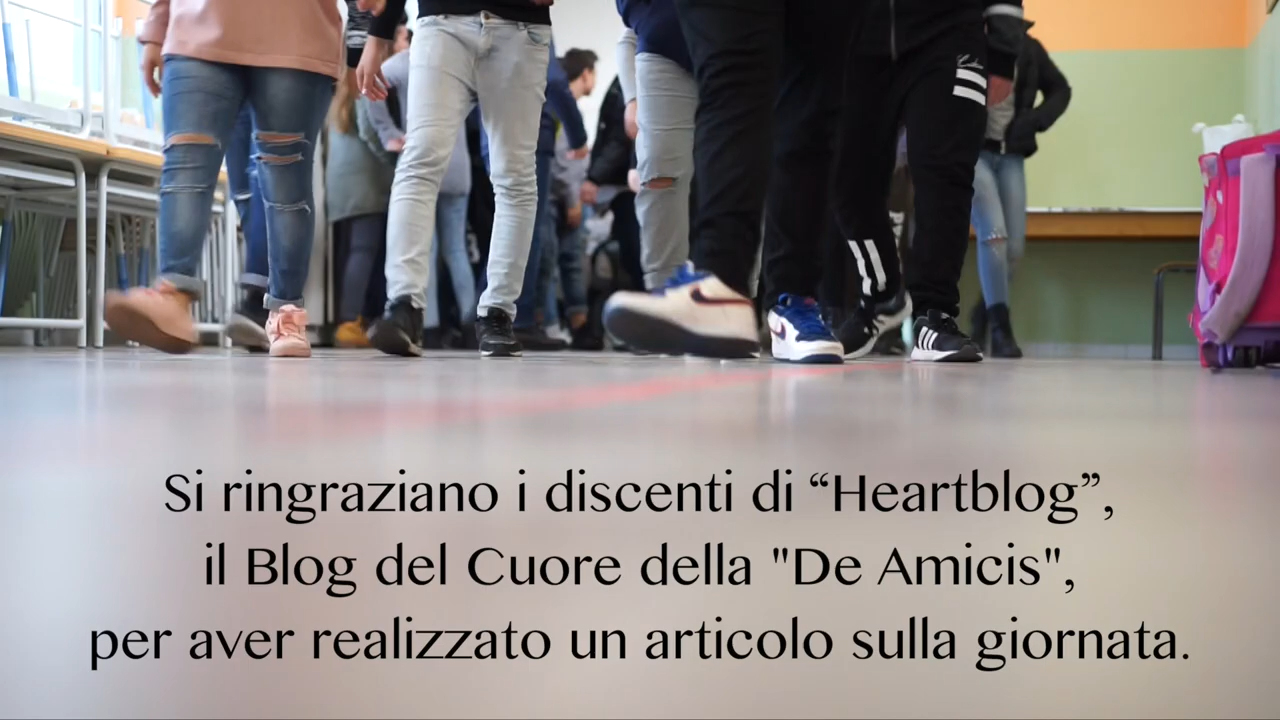 Si ringraziano i discenti di “Heartblog”,
il Blog del Cuore della "De Amicis",
per aver realizzato un articolo sulla giornata.